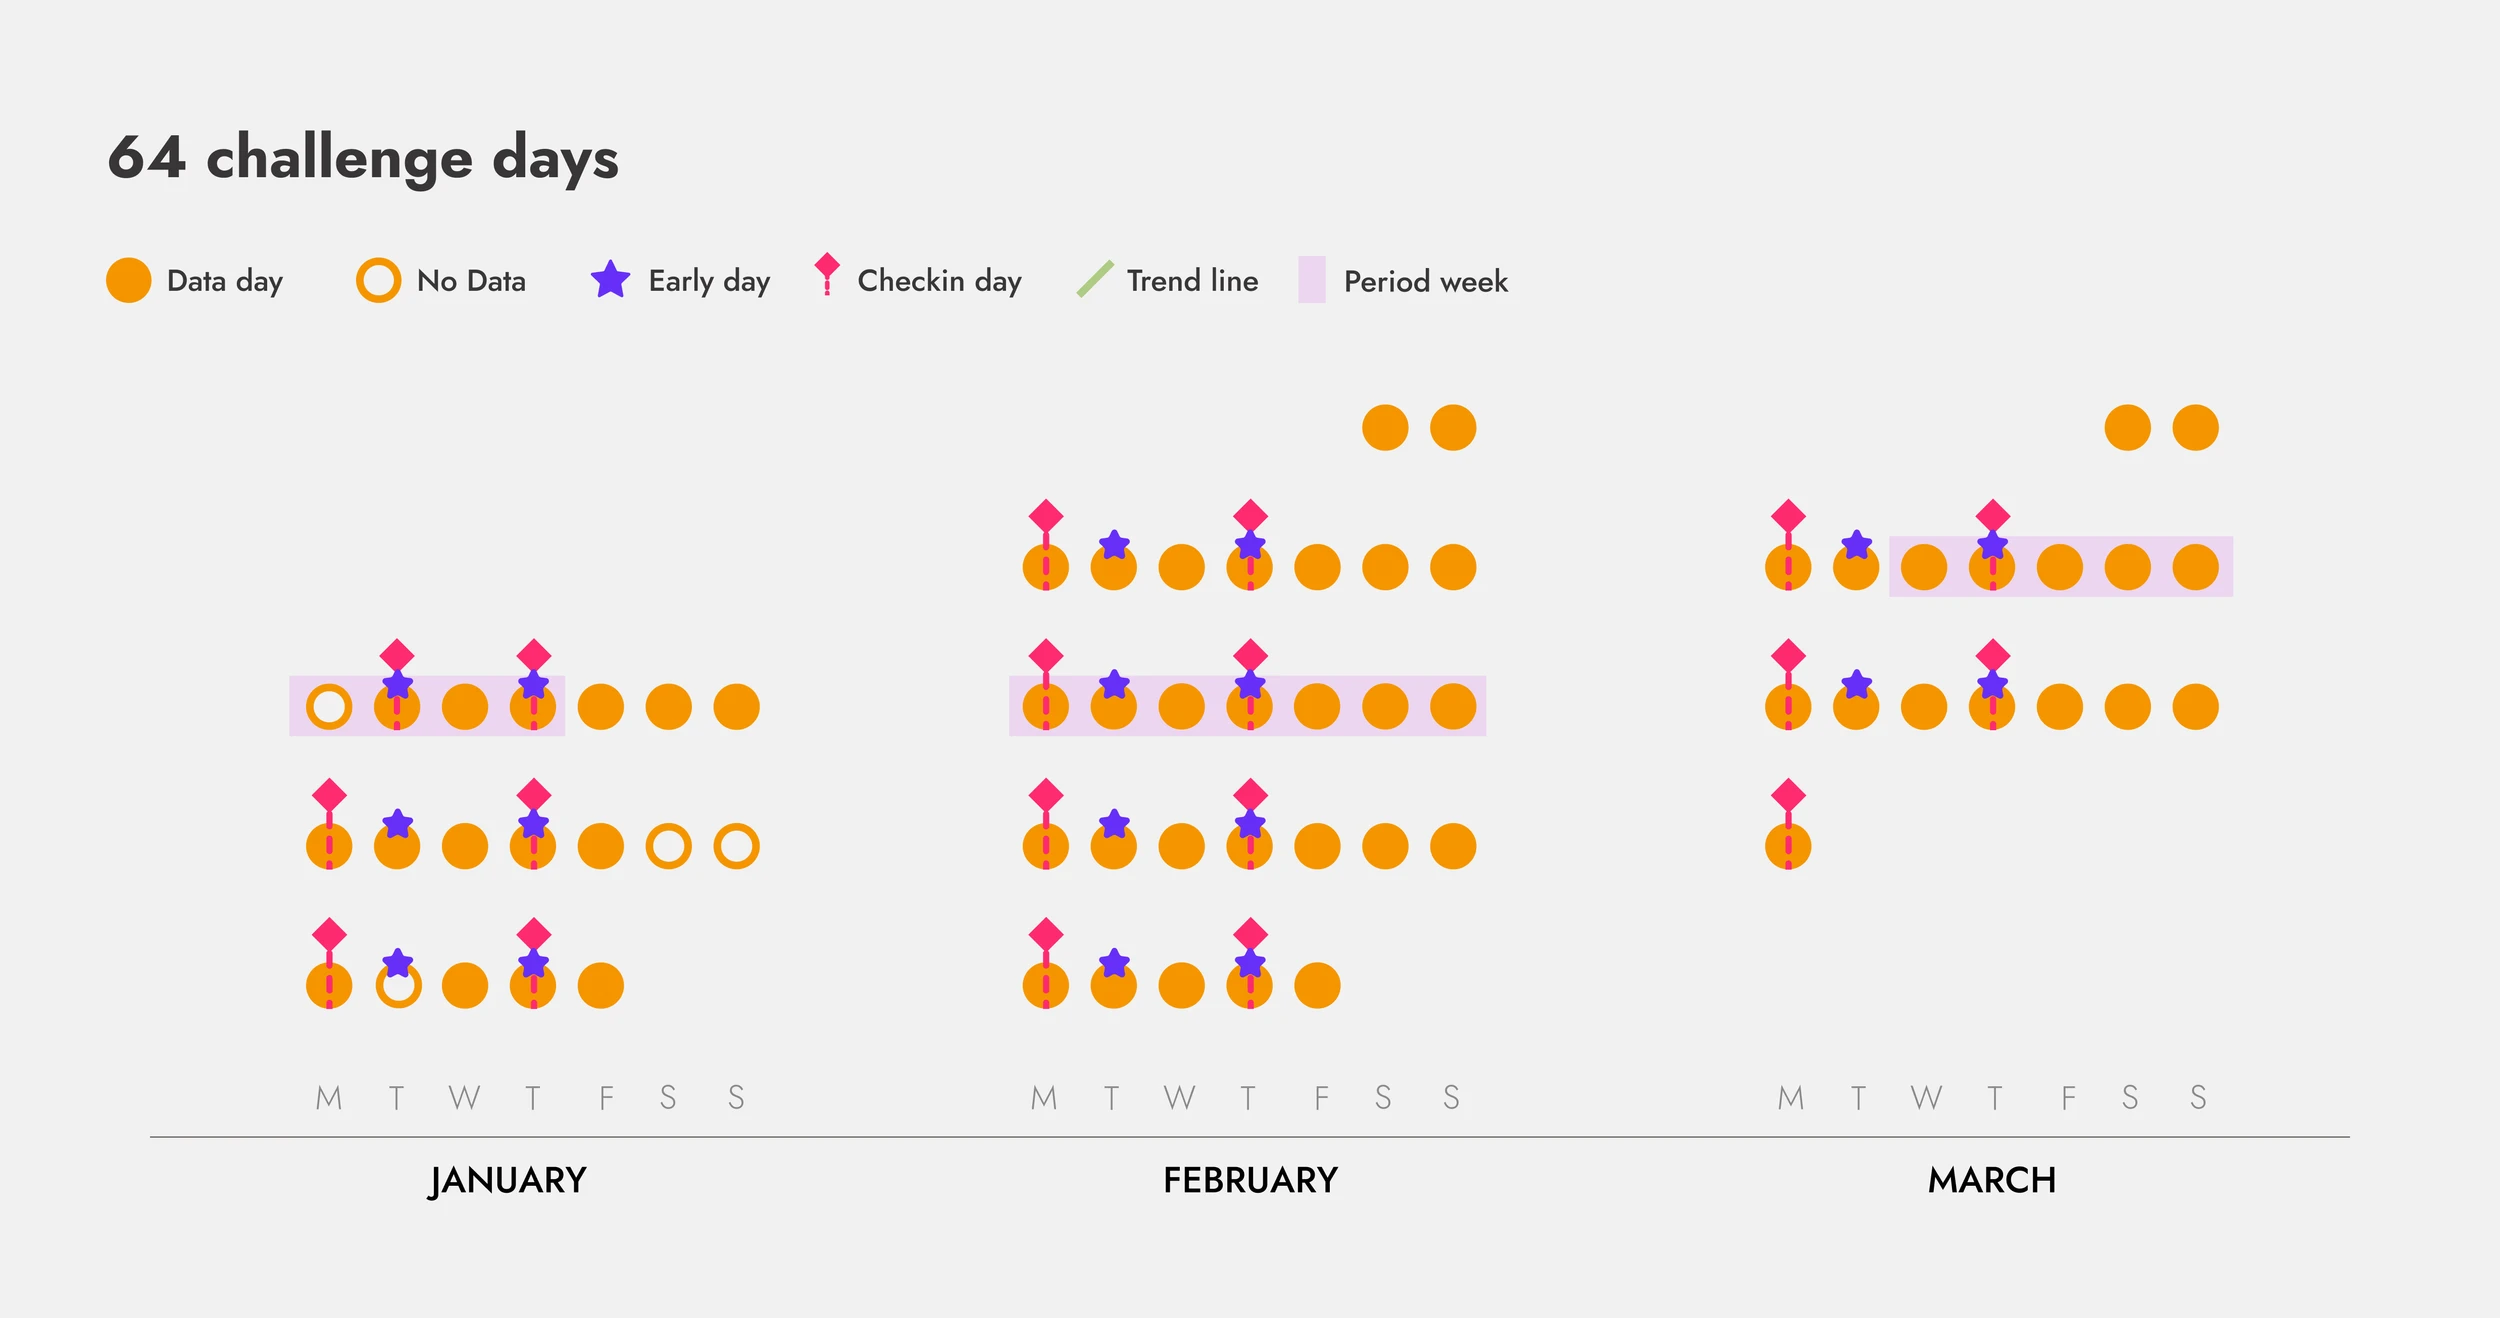 64 challenge days
Data day No Data Early day Checkin day Trend line Period week
M T W T F S S M T W T F S S M T W T F S S
JANUARY FEBRUARY MARCH